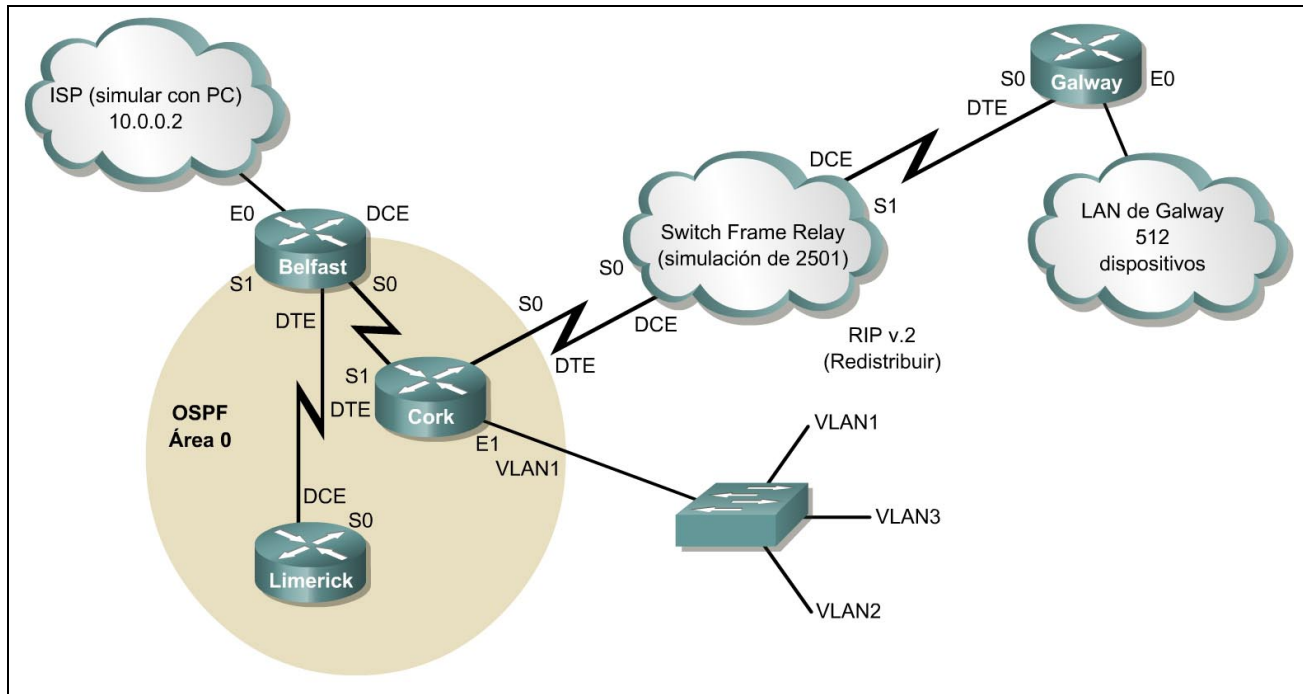 ISP (simular con PC)
10.0.0.2
E0
DCE
Belfast
S1
S0
DTE
OSPF
Área 0
DCE
S0
Limerick
S1
DTE
Cork
E1
VLAN1
S0
DTE
S0
DCE
Switch Frame Relay
(simulación de 2501)
DCE
S1
RIP v.2
(Redistribuir)
S0
DTE
Galway
E0
LAN de Galway
512
dispositivos
VLAN1
VLAN3
VLAN2